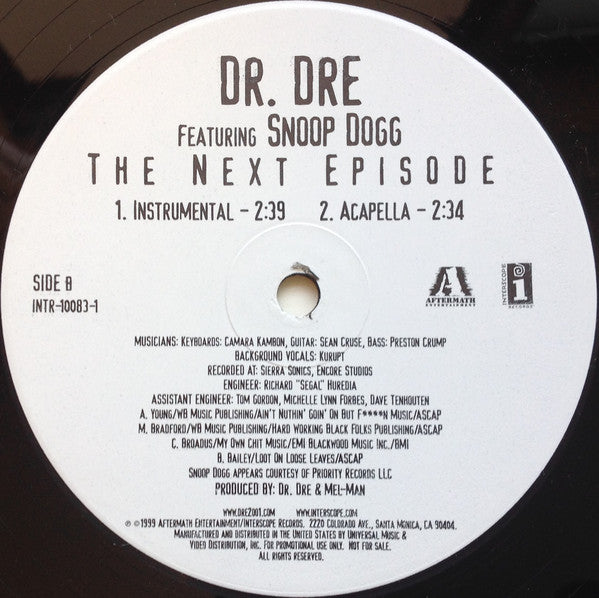 DR. DRE
FEATURING SNOOP DOGG
THE NEXT EPISODE
1. INSTRUMENTAL - 2:39 2. ACAPELLA - 2:34
SIDE B
INTR-10083-1
A
AFTERMATH
ENTERTAINMENT
INTERSCOPE
i
RECORDS
MUSICIANS: KEYBOARDS: CAMARA KAMBON, GUITAR: SEAN CRUSE, BASS: PRESTON CRUMP
BACKGROUND VOCALS: KURUPT
RECORDED AT: SIERRA SONICS, ENCORE STUDIOS
ENGINEER: RICHARD "SEGAL" HUREDIA
ASSISTANT ENGINEER: TOM GORDON, MICHELLE LYNN FORBES, DAVE TENHOUTEN
A. YOUNG/WB MUSIC PUBLISHING/AIN'T NUTHIN' GOIN' ON BUT F****N MUSIC/ASCAP
M. BRADFORD/WB MUSIC PUBLISHING/HARD WORKING BLACK FOLKS PUBLISHING/ASCAP
C. BROADUS/MY OWN CHIT MUSIC/EMI BLACKWOOD MUSIC INC./BMI
B. BAILEY/LOOT ON LOOSE LEAVES/ASCAP
SNOOP DOGG APPEARS COURTESY OF PRIORITY RECORDS LLC
PRODUCED BY: DR. DRE & MEL-MAN
WWW.DRE2001.COM WWW.INTERSCOPE.COM
℗ ©1999 AFTERMATH ENTERTAINMENT/INTERSCOPE RECORDS. 2220 COLORADO AVE., SANTA MONICA, CA 90404.
MANUFACTURED AND DISTRIBUTED IN THE UNITED STATES BY UNIVERSAL MUSIC &
VIDEO DISTRIBUTION, INC. FOR PROMOTIONAL USE ONLY. NOT FOR SALE.
ALL RIGHTS RESERVED.